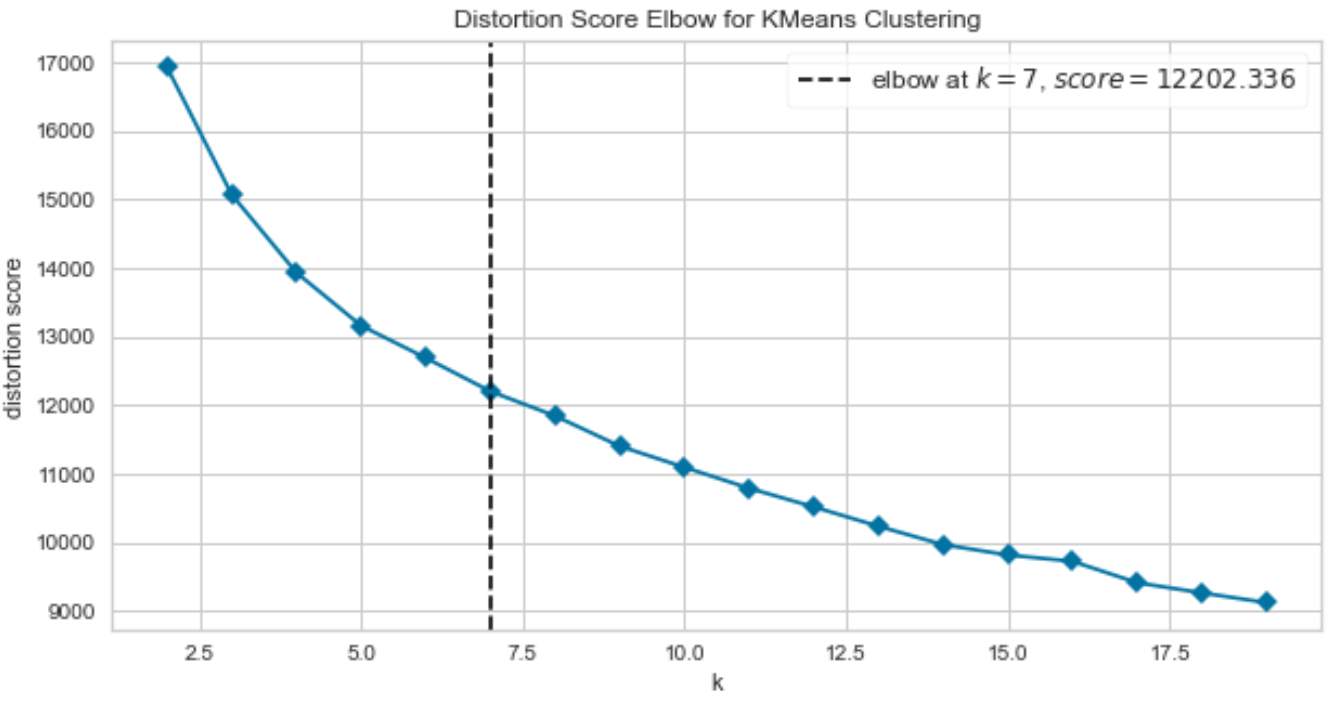 Distortion Score Elbow for KMeans Clustering
elbow at k = 7, score = 12202.336
17000
16000
15000
14000
13000
12000
11000
10000
9000
distortion score
2.5 5.0 7.5 10.0 12.5 15.0 17.5
k